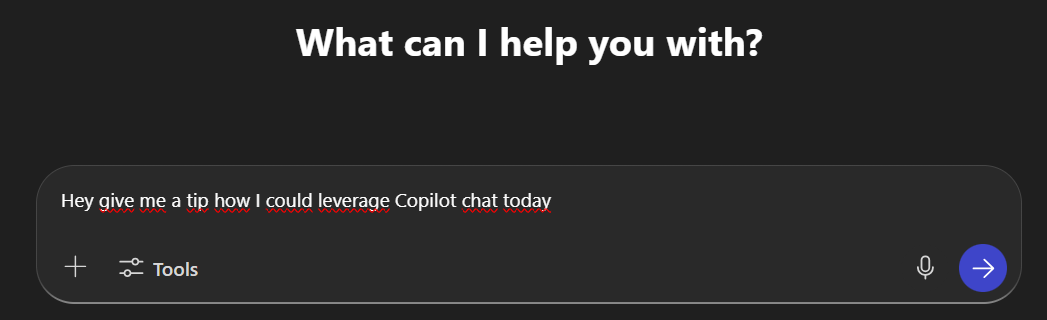 What can I help you with?
Hey give me a tip how I could leverage Copilot chat today
Tools